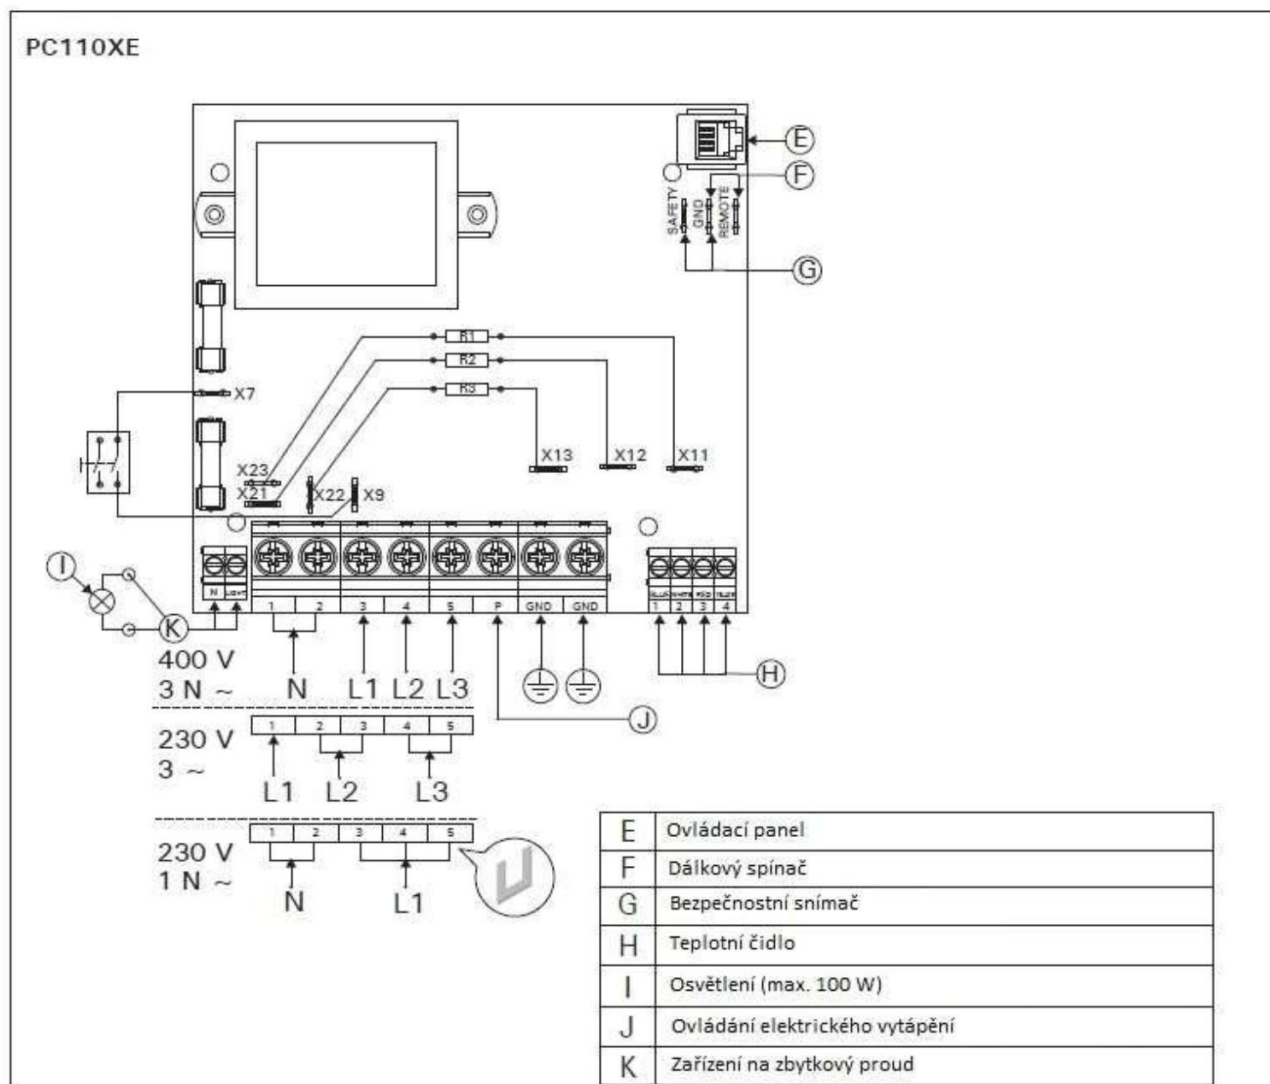 PC110XE
E
F
SAFETY
GND
REMOTE
G
R1
R2
R3
X7
X13
X12
X11
X23
X21
X22
X9
I
N LIGHT
BLUE WHITE RED
1 2 3 4 5 P GND GND
1 2 3 4
K
400 V
3 N ~
N L1 L2 L3
H
J
1 2 3 4 5
230 V
3 ~
L1 L2 L3
1 2 3 4 5
230 V
1 N ~
N L1
E Ovládací panel
F Dálkový spínač
G Bezpečnostní snímač
H Teplotní čidlo
I Osvětlení (max. 100 W)
J Ovládání elektrického vytápění
K Zařízení na zbytkový proud